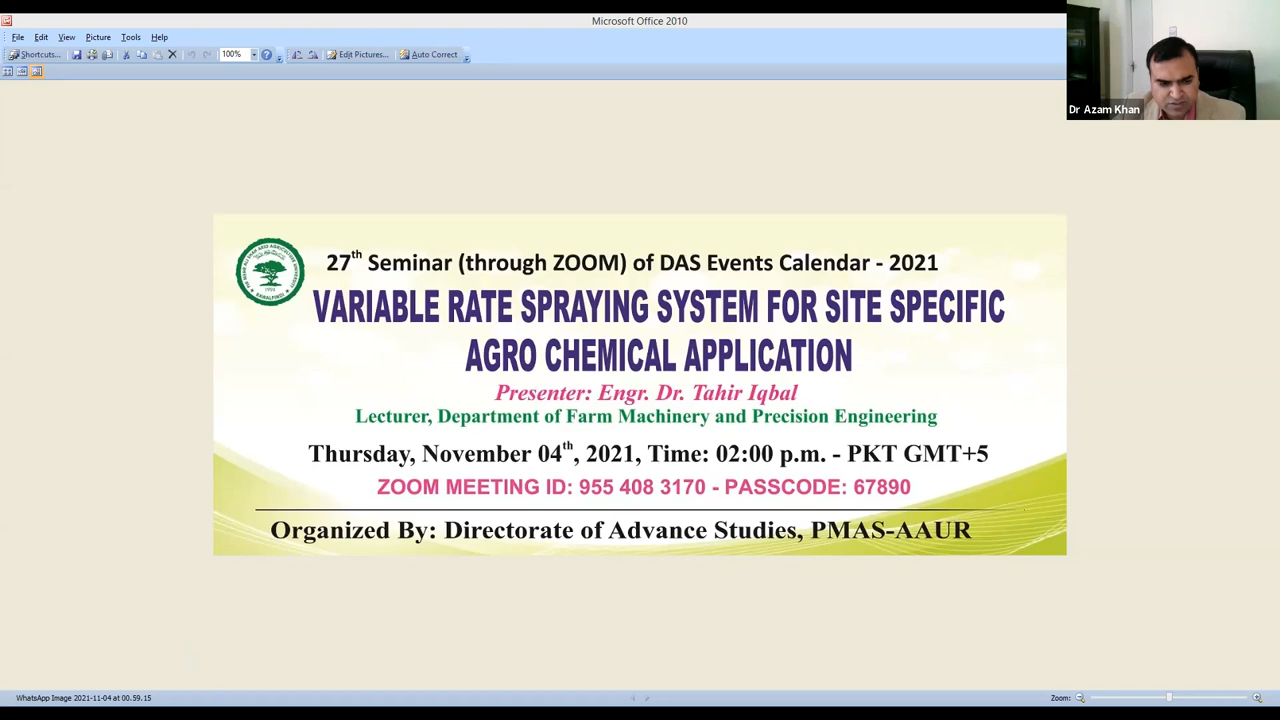 Microsoft Office 2010
File Edit View Picture Tools Help
Shortcuts... 100% Edit Pictures... Auto Correct
Dr Azam Khan
27th Seminar (through ZOOM) of DAS Events Calendar - 2021
VARIABLE RATE SPRAYING SYSTEM FOR SITE SPECIFIC
AGRO CHEMICAL APPLICATION
Presenter: Engr. Dr. Tahir Iqbal
Lecturer, Department of Farm Machinery and Precision Engineering
Thursday, November 04th, 2021, Time: 02:00 p.m. - PKT GMT+5
ZOOM MEETING ID: 955 408 3170 - PASSCODE: 67890
Organized By: Directorate of Advance Studies, PMAS-AAUR
WhatsApp Image 2021-11-04 at 00.59.15
Zoom: